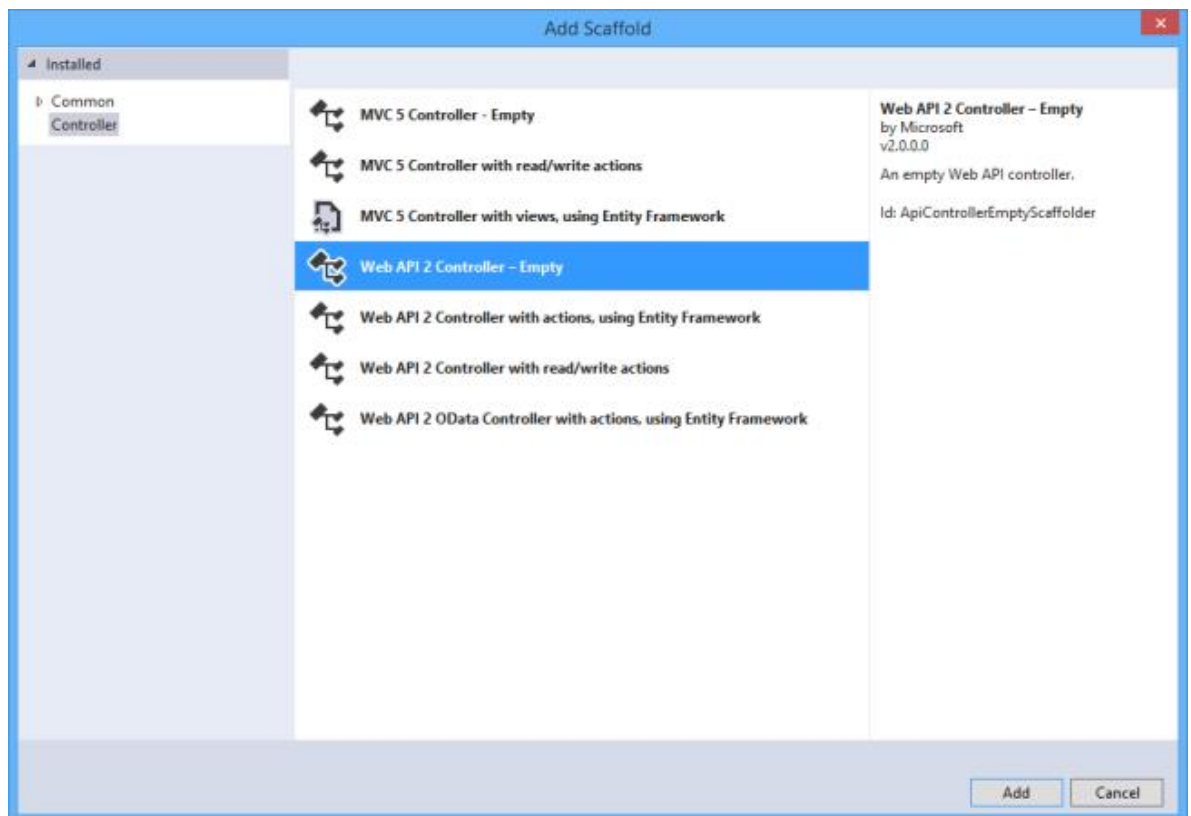 Add Scaffold
Installed
Common
Controller
MVC 5 Controller - Empty
MVC 5 Controller with read/write actions
MVC 5 Controller with views, using Entity Framework
Web API 2 Controller – Empty
Web API 2 Controller with actions, using Entity Framework
Web API 2 Controller with read/write actions
Web API 2 OData Controller with actions, using Entity Framework
Web API 2 Controller – Empty
by Microsoft
v2.0.0.0
An empty Web API controller.
Id: ApiControllerEmptyScaffolder
Add
Cancel